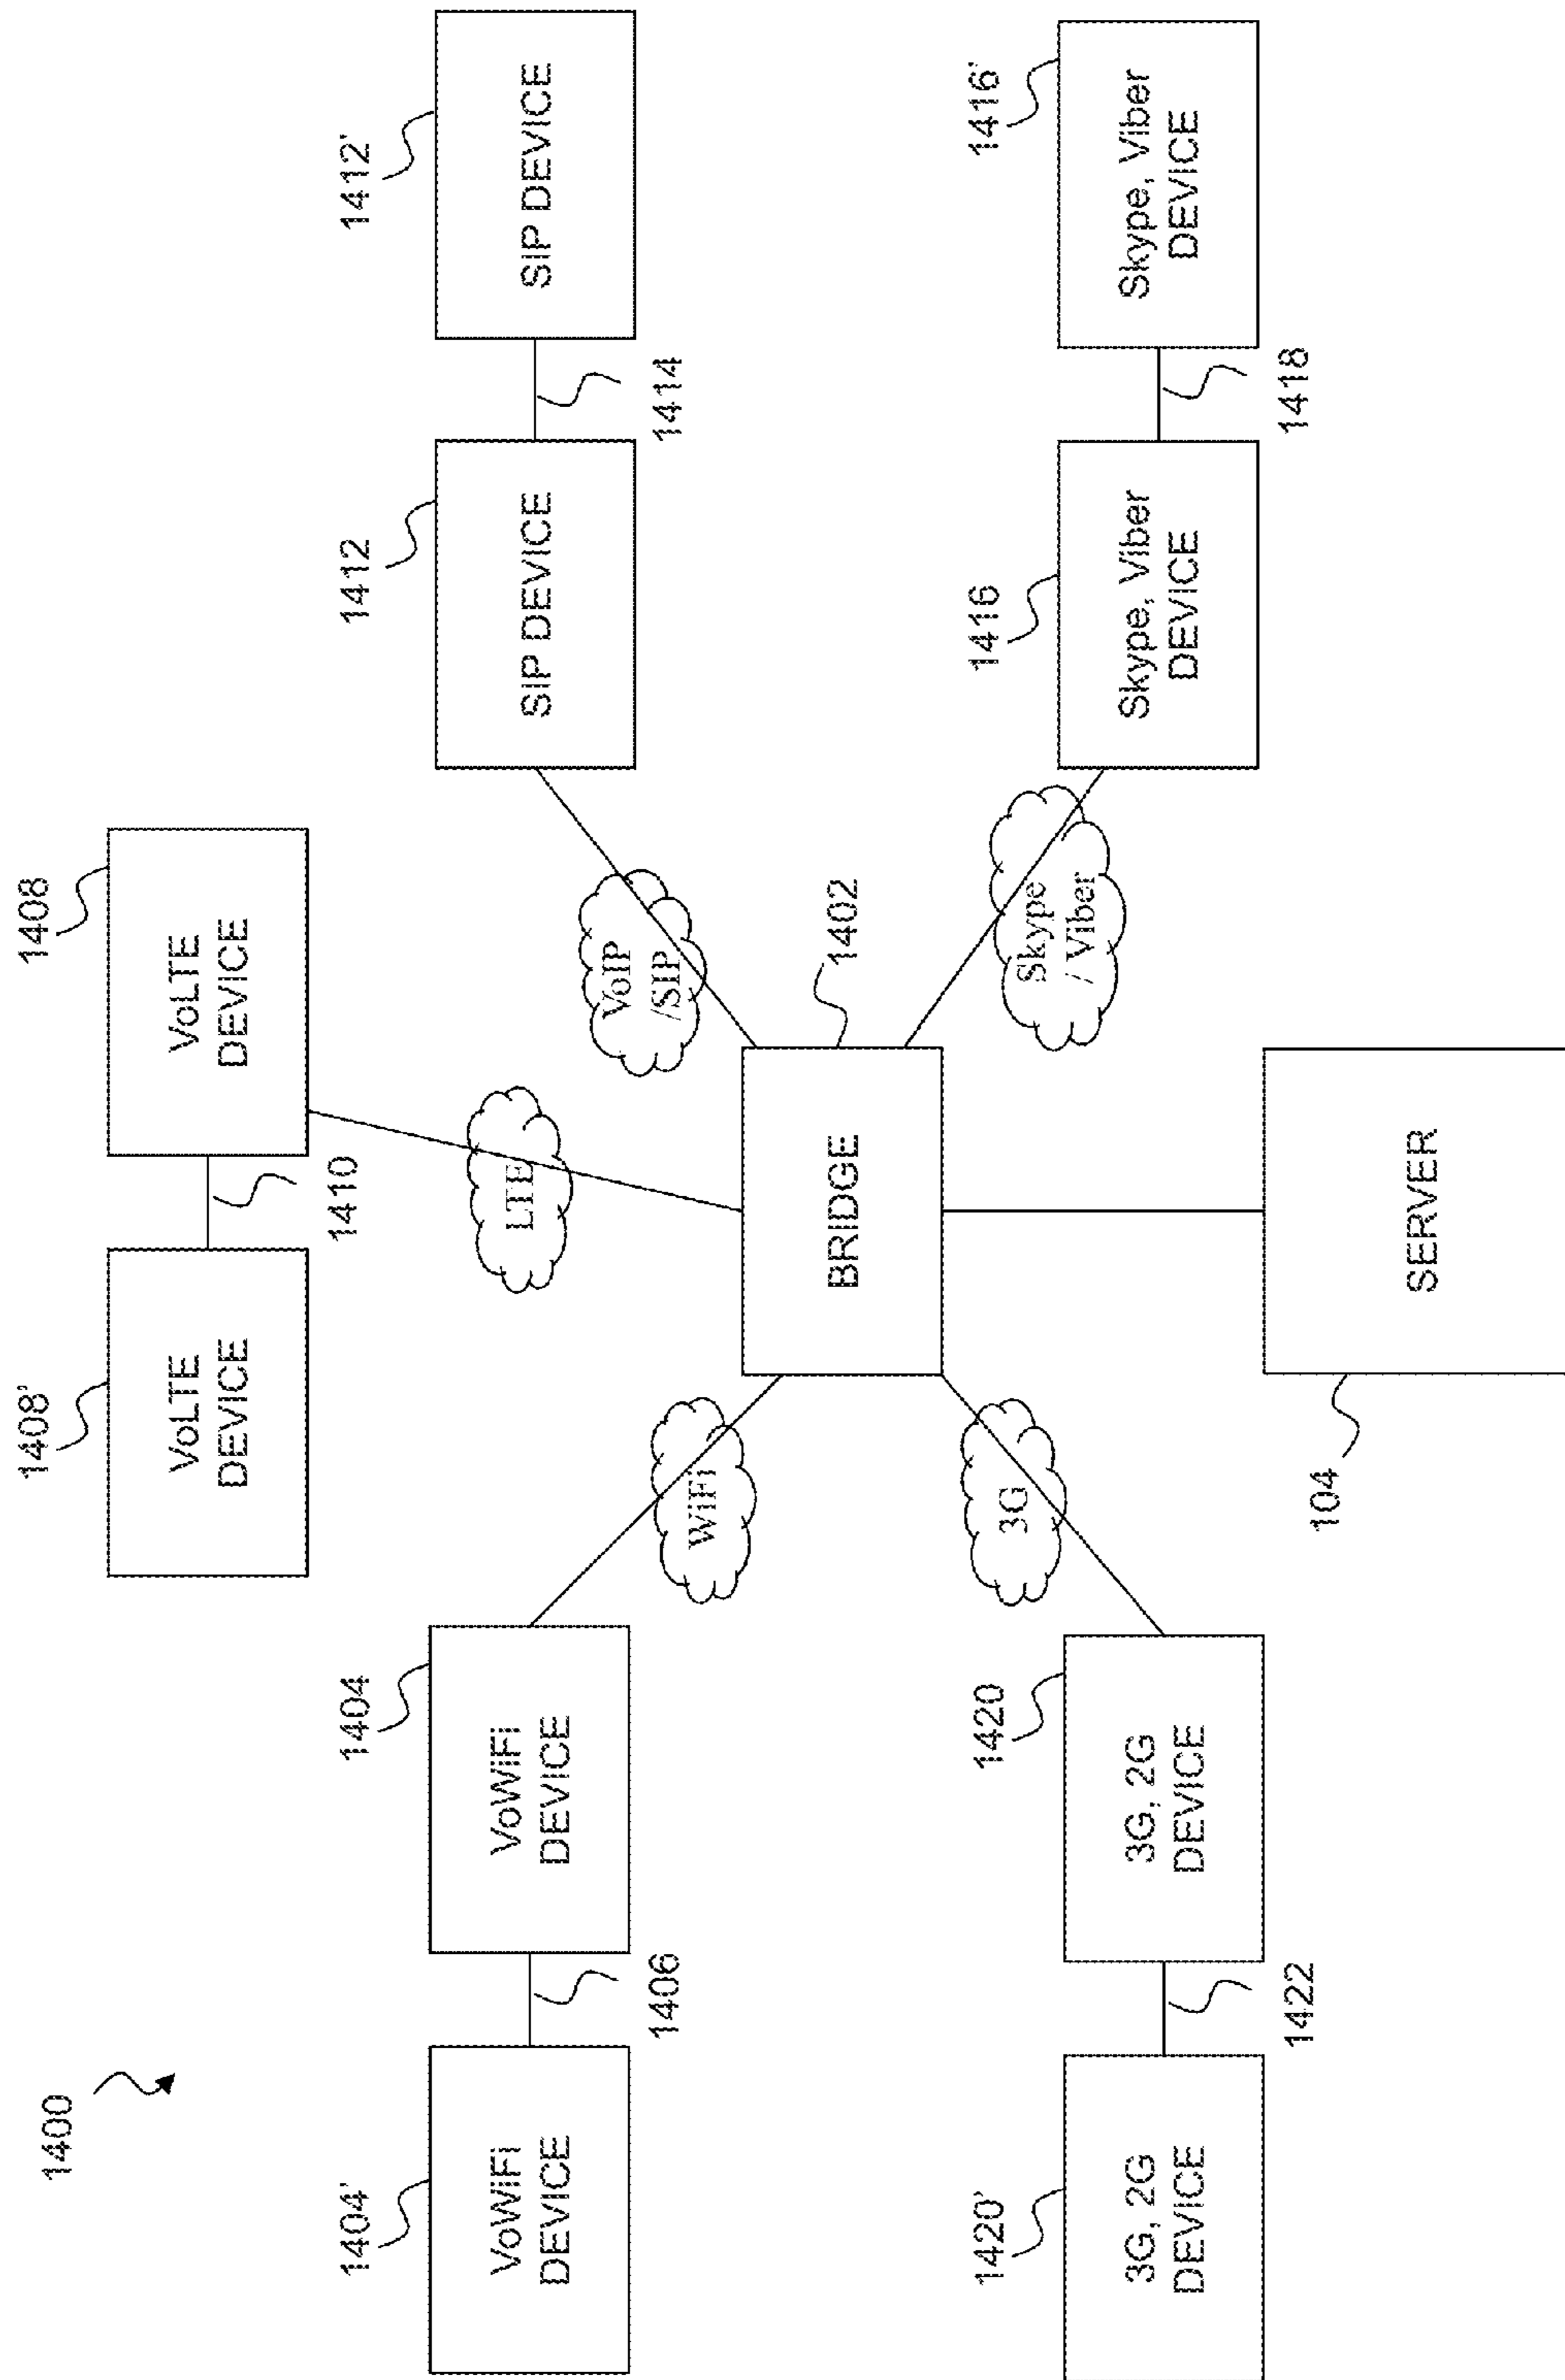 1400
1408'
VoLTE
DEVICE
1410
1408
VoLTE
DEVICE
1404'
VoWiFi
DEVICE
1406
1404
VoWiFi
DEVICE
WiFi
LTE
VoIP
/SIP
1412
SIP DEVICE
1414
1412'
SIP DEVICE
BRIDGE
1402
1420'
3G, 2G
DEVICE
1422
1420
3G, 2G
DEVICE
3G
Skype
/ Viber
1416
Skype, Viber
DEVICE
1418
1416'
Skype, Viber
DEVICE
104
SERVER